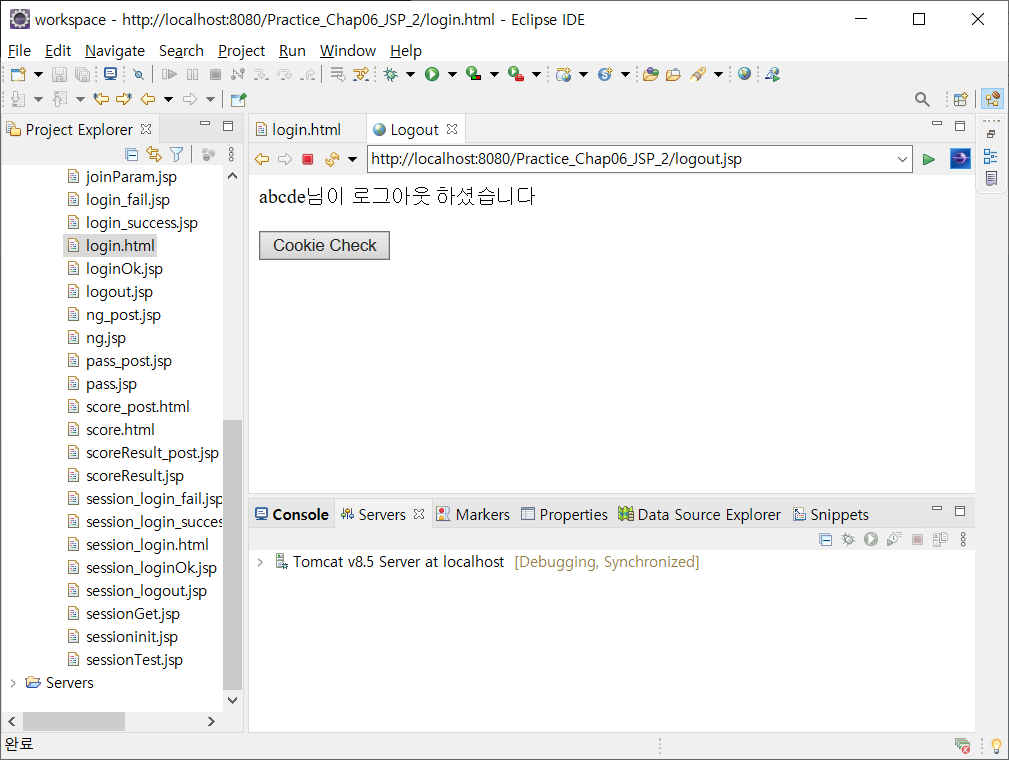 workspace - http://localhost:8080/Practice_Chap06_JSP_2/login.html - Eclipse IDE
File Edit Navigate Search Project Run Window Help
Project Explorer
joinParam.jsp
login_fail.jsp
login_success.jsp
login.html
loginOk.jsp
logout.jsp
ng_post.jsp
ng.jsp
pass_post.jsp
pass.jsp
score_post.html
score.html
scoreResult_post.jsp
scoreResult.jsp
session_login_fail.jsp
session_login_succes
session_login.html
session_loginOk.jsp
session_logout.jsp
sessionGet.jsp
sessioninit.jsp
sessionTest.jsp
Servers
login.html Logout
http://localhost:8080/Practice_Chap06_JSP_2/logout.jsp
abcde님이 로그아웃 하셨습니다
Cookie Check
Console Servers Markers Properties Data Source Explorer Snippets
Tomcat v8.5 Server at localhost [Debugging, Synchronized]
완료